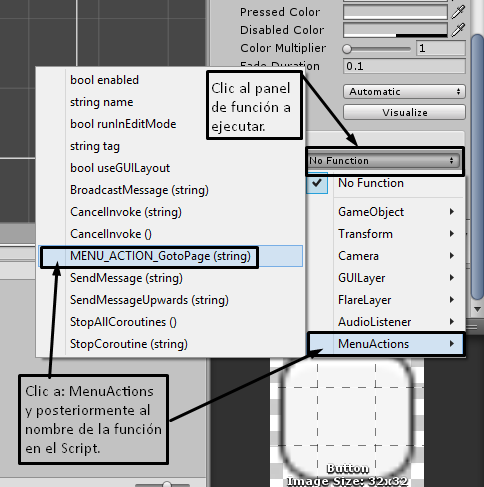 Pressed Color
Disabled Color
Color Multiplier
1
Fade Duration
0.1
Automatic
Visualize
Clic al panel
de función a
ejecutar.
No Function
No Function
GameObject
Transform
Camera
GUILayer
FlareLayer
AudioListener
MenuActions
bool enabled
string name
bool runInEditMode
string tag
bool useGUILayout
BroadcastMessage (string)
CancelInvoke (string)
CancelInvoke ()
MENU_ACTION_GotoPage (string)
SendMessage (string)
SendMessageUpwards (string)
StopAllCoroutines ()
StopCoroutine (string)
Clic a: MenuActions
y posteriormente al
nombre de la función
en el Script.
Button
Image Size: 32x32